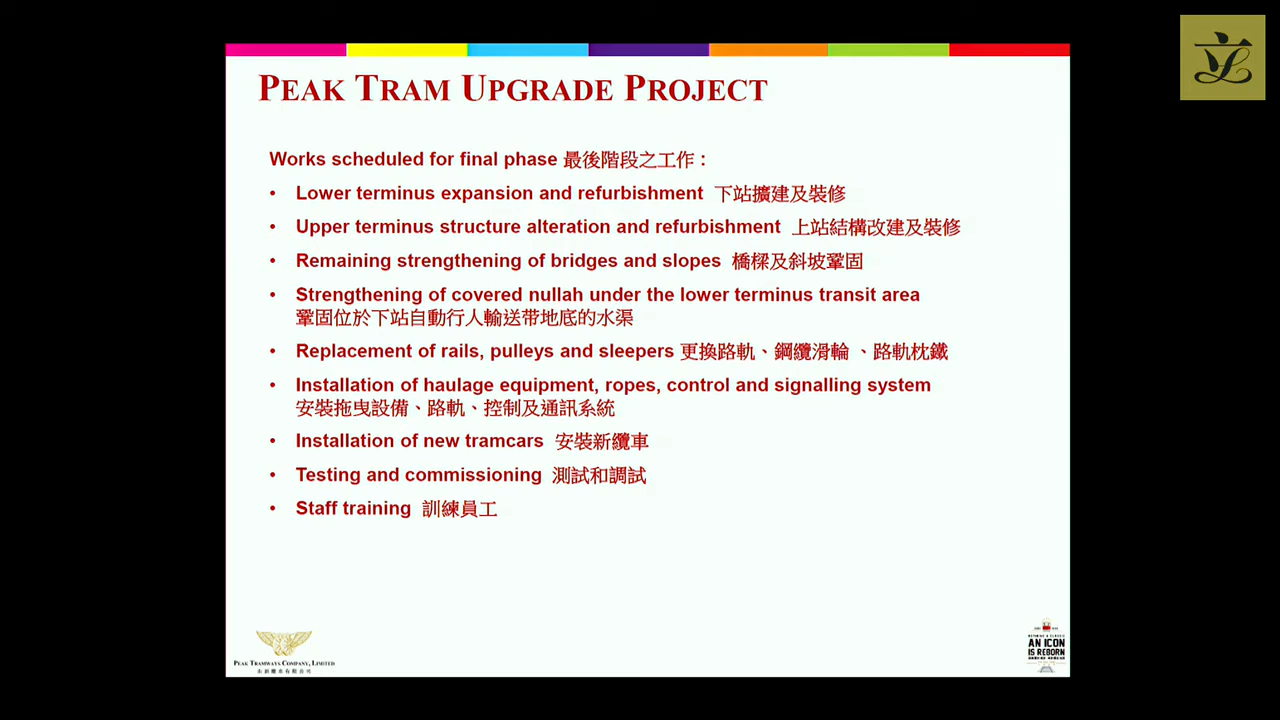 立
PEAK TRAM UPGRADE PROJECT
Works scheduled for final phase 最後階段之工作：
• Lower terminus expansion and refurbishment 下站擴建及裝修
• Upper terminus structure alteration and refurbishment 上站結構改建及裝修
• Remaining strengthening of bridges and slopes 橋樑及斜坡鞏固
• Strengthening of covered nullah under the lower terminus transit area
鞏固位於下站自動行人輸送帶地底的水渠
• Replacement of rails, pulleys and sleepers 更換路軌、鋼纜滑輪 、路軌枕鐵
• Installation of haulage equipment, ropes, control and signalling system
安裝拖曳設備、路軌、控制及通訊系統
• Installation of new tramcars 安裝新纜車
• Testing and commissioning 測試和調試
• Staff training 訓練員工
PEAK TRAMWAYS COMPANY, LIMITED
山頂纜車有限公司
AN ICON
IS REBORN